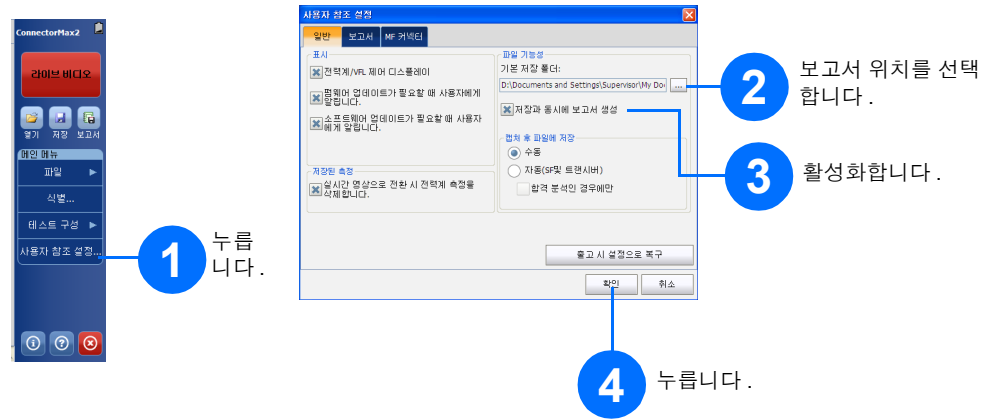 ConnectorMax2
라이브 비디오
열기 저장 보고서
메인 메뉴
파일
식별...
테스트 구성
사용자 참조 설정...
1
누릅
니다.
사용자 참조 설정
일반 보고서 MF 커넥터
표시
전력계/VFL 제어 디스플레이
펌웨어 업데이트가 필요할 때 사용자에게
알립니다.
소프트웨어 업데이트가 필요할 때 사용자
에게 알립니다.
저장된 측정
실시간 영상으로 전환 시 전력계 측정을
삭제합니다.
파일 기능성
기본 저장 폴더:
D:\Documents and Settings\Supervisor\My Do
...
저장과 동시에 보고서 생성
캡처 후 파일에 저장
수동
자동(SF및 트랜시버)
합격 분석인 경우에만
출고 시 설정으로 복구
확인 취소
2
보고서 위치를 선택
합니다.
3
활성화합니다.
4
누릅니다.